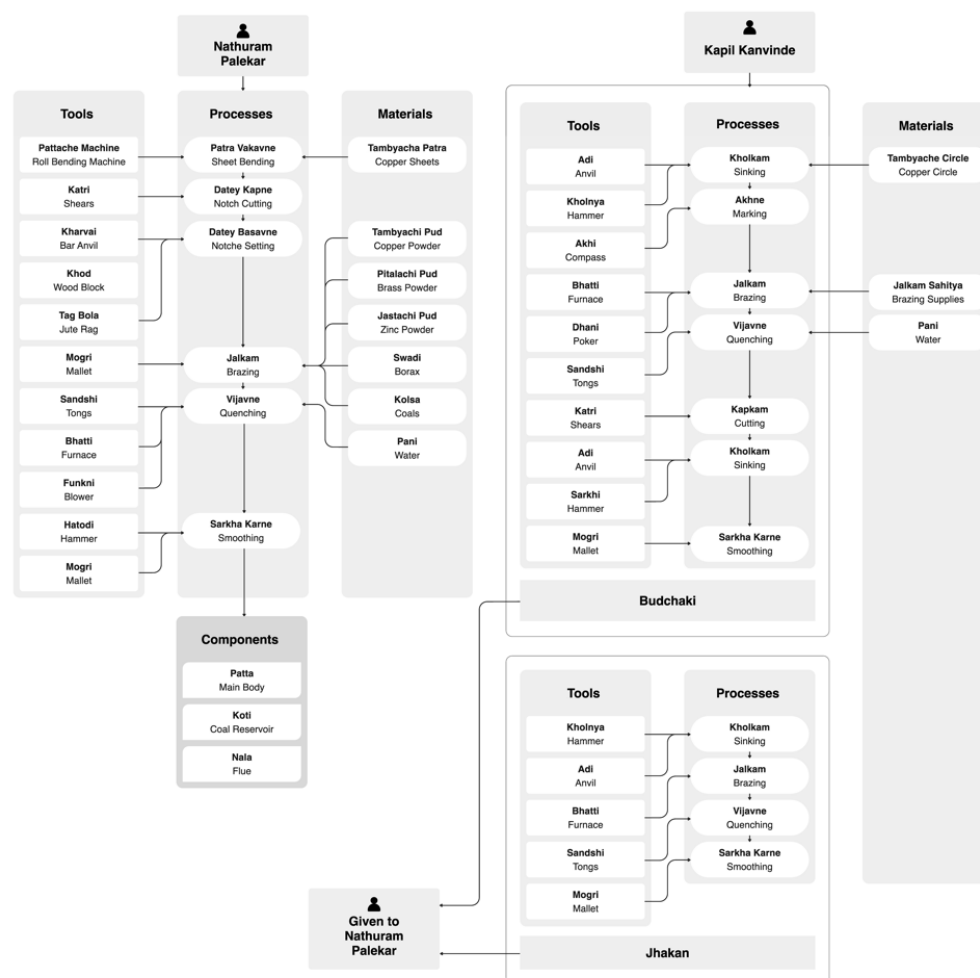 Nathuram
Palekar
Tools
Pattache Machine
Roll Bending Machine
Katri
Shears
Kharvai
Bar Anvil
Khod
Wood Block
Tag Bola
Jute Rag
Mogri
Mallet
Sandshi
Tongs
Bhatti
Furnace
Funkni
Blower
Hatodi
Hammer
Mogri
Mallet
Processes
Patra Vakavne
Sheet Bending
Datey Kapne
Notch Cutting
Datey Basavne
Notche Setting
Jalkam
Brazing
Vijavne
Quenching
Sarkha Karne
Smoothing
Materials
Tambyacha Patra
Copper Sheets
Tambyachi Pud
Copper Powder
Pitalachi Pud
Brass Powder
Jastachi Pud
Zinc Powder
Swadi
Borax
Kolsa
Coals
Pani
Water
Components
Patta
Main Body
Koti
Coal Reservoir
Nala
Flue
Kapil Kanvinde
Tools
Adi
Anvil
Kholnya
Hammer
Akhi
Compass
Bhatti
Furnace
Dhani
Poker
Sandshi
Tongs
Katri
Shears
Adi
Anvil
Sarkhi
Hammer
Mogri
Mallet
Processes
Kholkam
Sinking
Akhne
Marking
Jalkam
Brazing
Vijavne
Quenching
Kapkam
Cutting
Kholkam
Sinking
Sarkha Karne
Smoothing
Materials
Tambyache Circle
Copper Circle
Jalkam Sahitya
Brazing Supplies
Pani
Water
Budchaki
Tools
Kholnya
Hammer
Adi
Anvil
Bhatti
Furnace
Sandshi
Tongs
Mogri
Mallet
Processes
Kholkam
Sinking
Jalkam
Brazing
Vijavne
Quenching
Sarkha Karne
Smoothing
Jhakan
Given to
Nathuram
Palekar